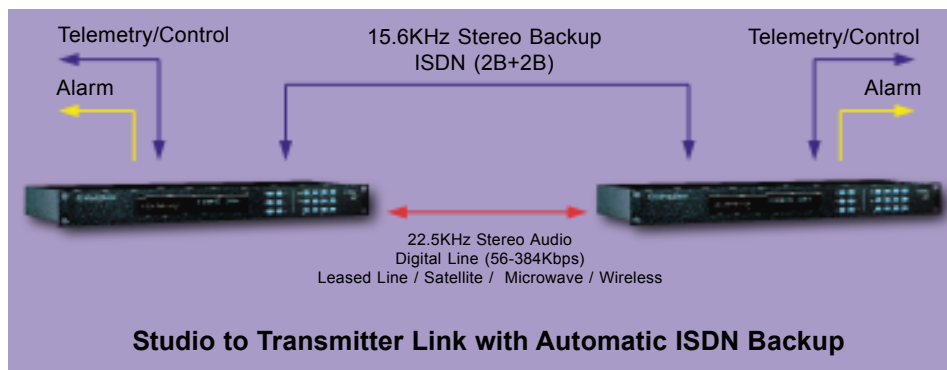 Telemetry/Control
15.6KHz Stereo Backup
Telemetry/Control
ISDN (2B+2B)
Alarm
Alarm
22.5KHz Stereo Audio
Digital Line (56-384Kbps)
Leased Line / Satellite / Microwave / Wireless
Studio to Transmitter Link with Automatic ISDN Backup